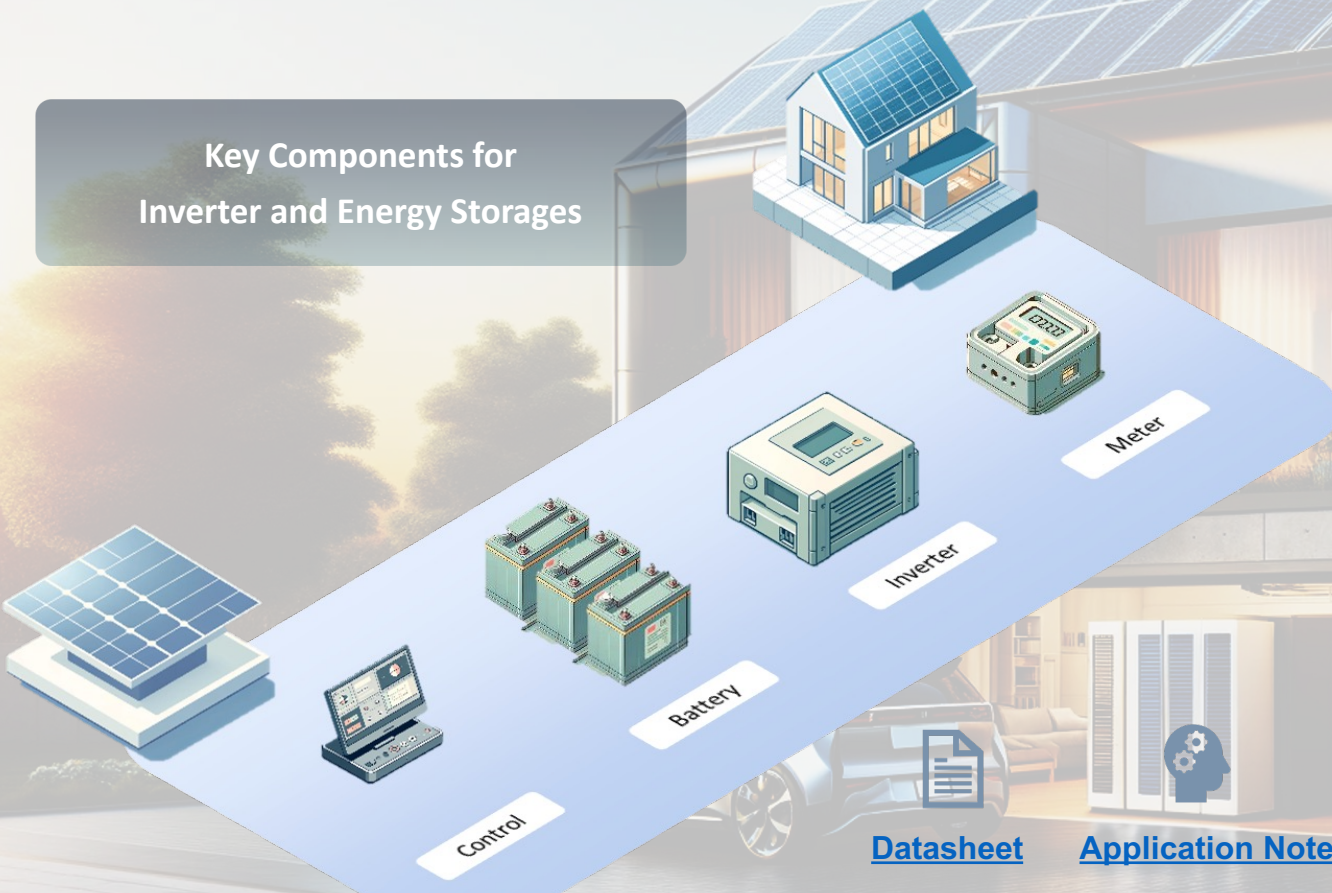 Key Components for
Inverter and Energy Storages
Meter
Inverter
Battery
Control
Datasheet
Application Note